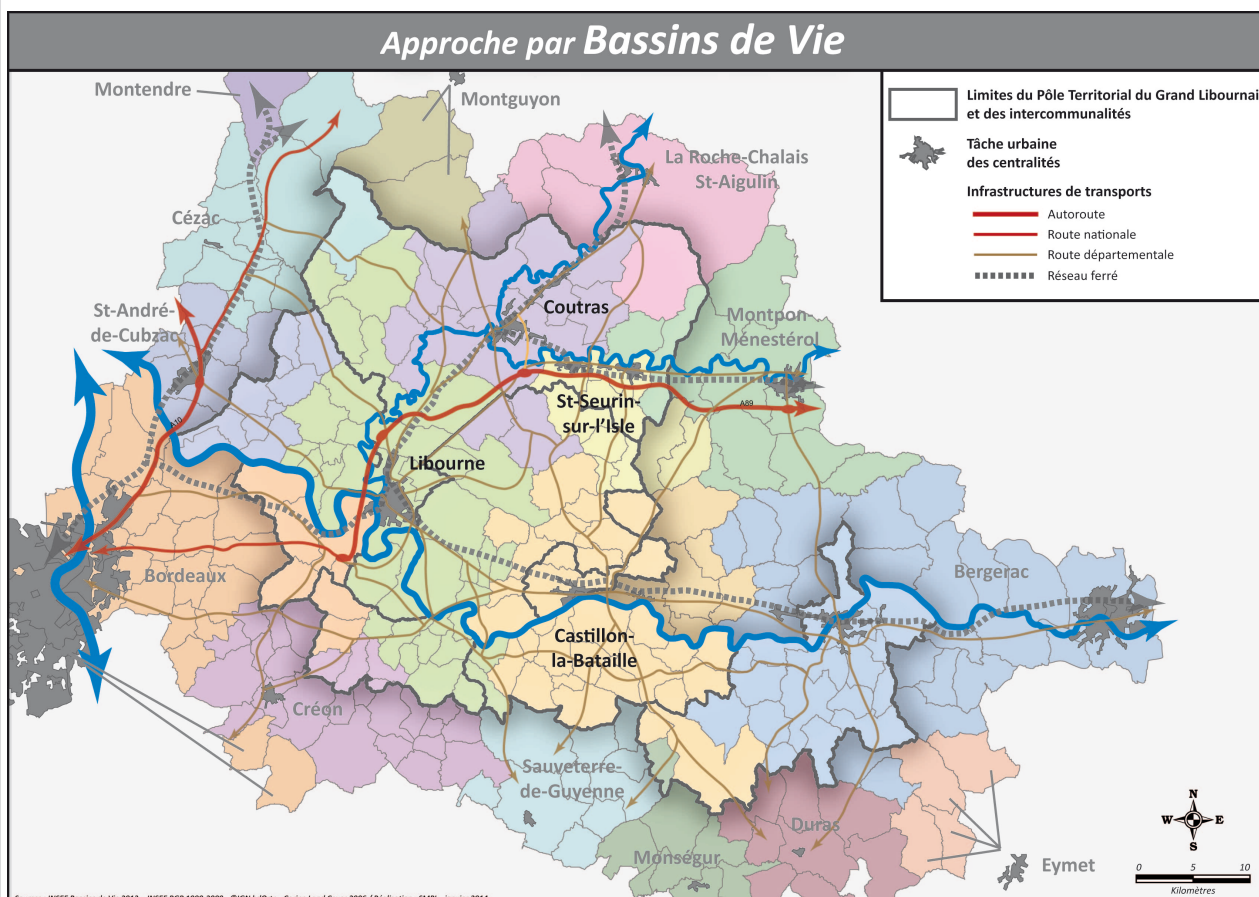 Approche par Bassins de Vie
Montendre
Montguyon
La Roche-Chalais
St-Aigulin
Cézac
St-André-
de-Cubzac
Coutras
Montpon-
Ménestérol
St-Seurin-
sur-l'Isle
A10
A89
Libourne
Bordeaux
Bergerac
Castillon-
la-Bataille
Créon
Sauveterre-
de-Guyenne
Monségur
Duras
Eymet
Limites du Pôle Territorial du Grand Libournai
et des intercommunalités
Tâche urbaine
des centralités
Infrastructures de transports
Autoroute
Route nationale
Route départementale
Réseau ferré
N
W E
S
0 5 10
Kilomètres